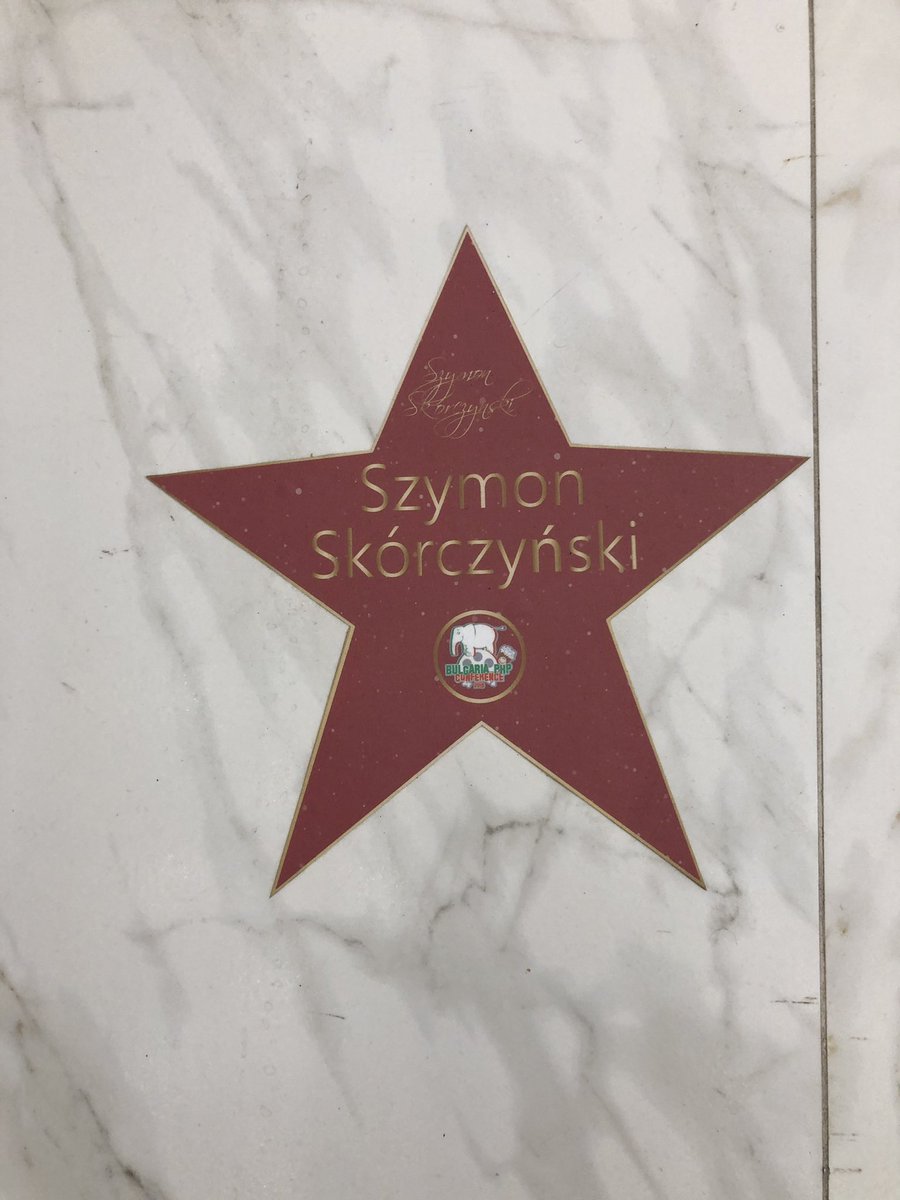 Szymon
Skórczyński
Szymon
Skórczyński
BULGARIA PHP
CONFERENCE